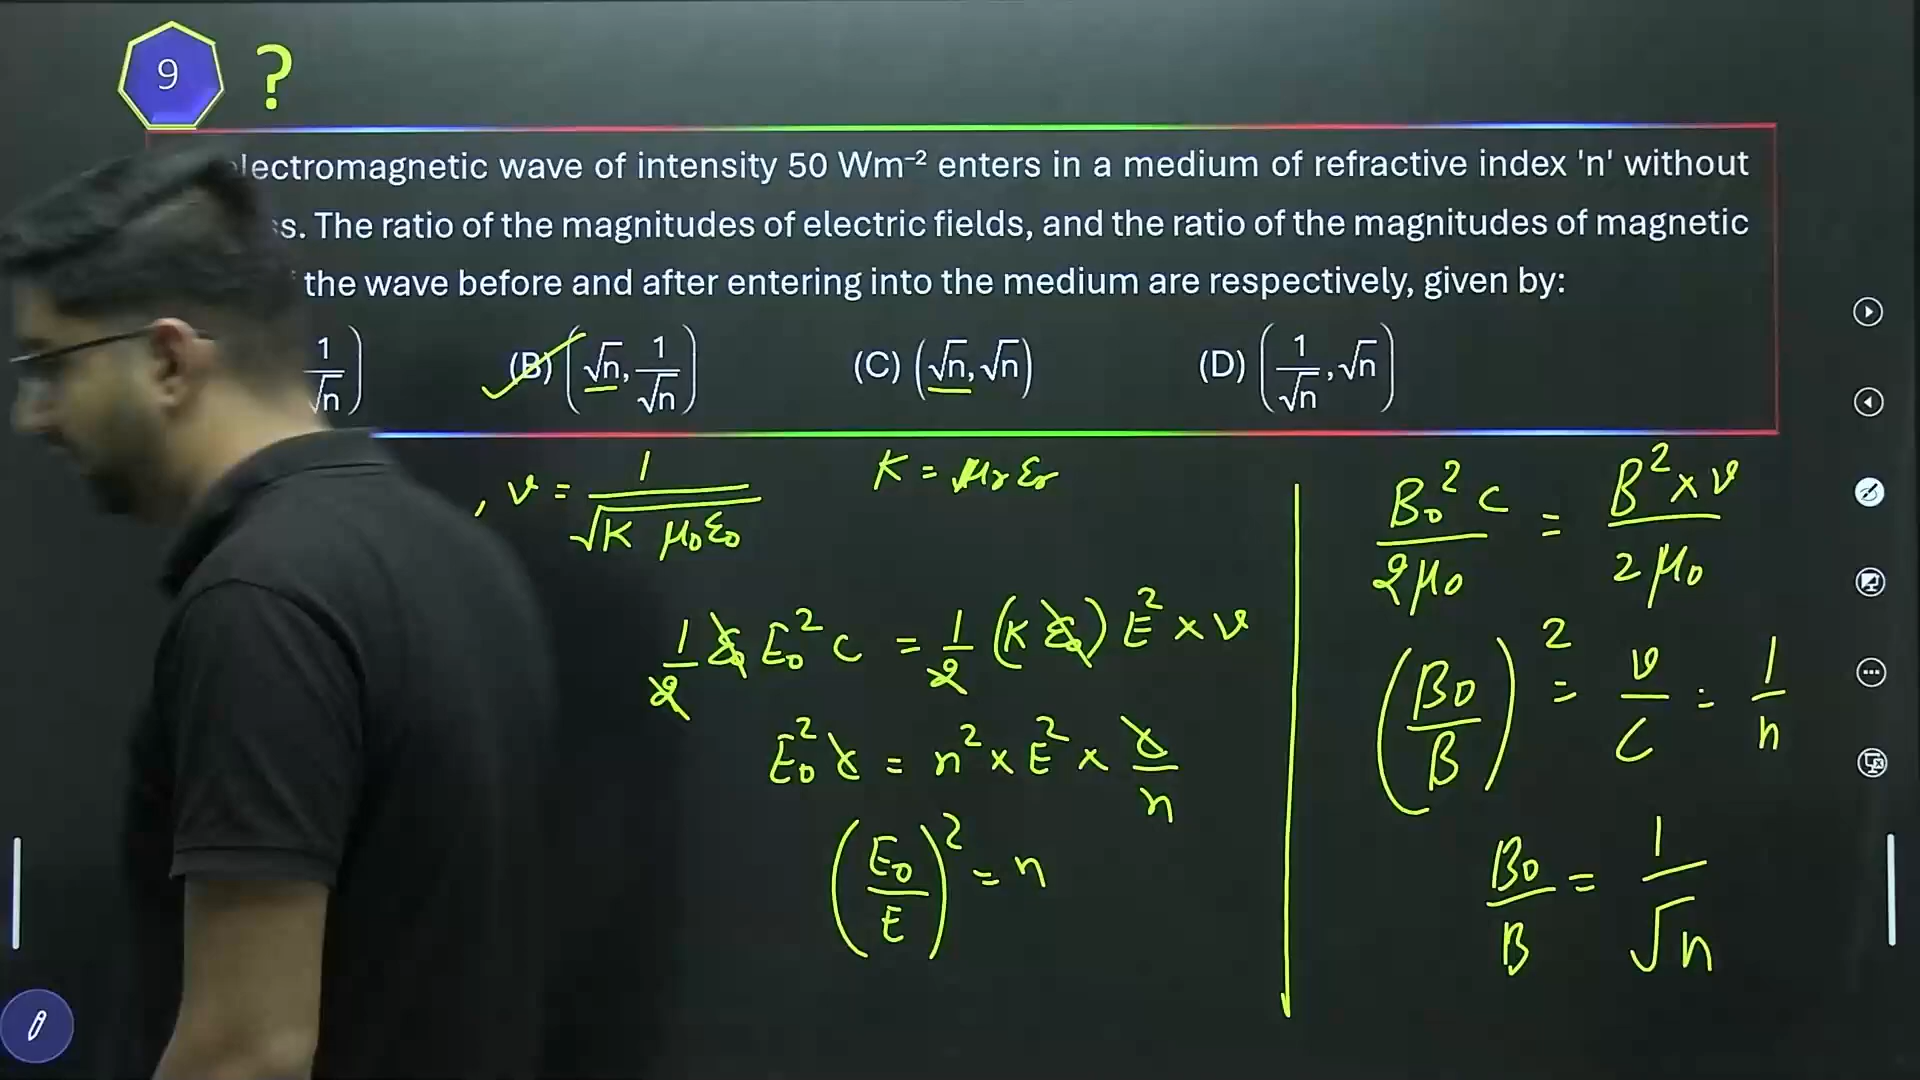 9 ?
electromagnetic wave of intensity 50 Wm⁻² enters in a medium of refractive index 'n' without
s. The ratio of the magnitudes of electric fields, and the ratio of the magnitudes of magnetic
the wave before and after entering into the medium are respectively, given by:
1/√n) (B) (√n, 1/√n) (C) (√n, √n) (D) (1/√n, √n)
, v = 1/√(K μ₀ε₀) K = μᵣεᵣ
1/2 ε₀ E₀² c = 1/2 (K ε₀) E² × v
E₀² c = n² × E² × c/n
(E₀/E)² = n
B₀² c/2μ₀ = B² × v/2μ₀
(B₀/B)² = v/c = 1/n
B₀/B = 1/√n